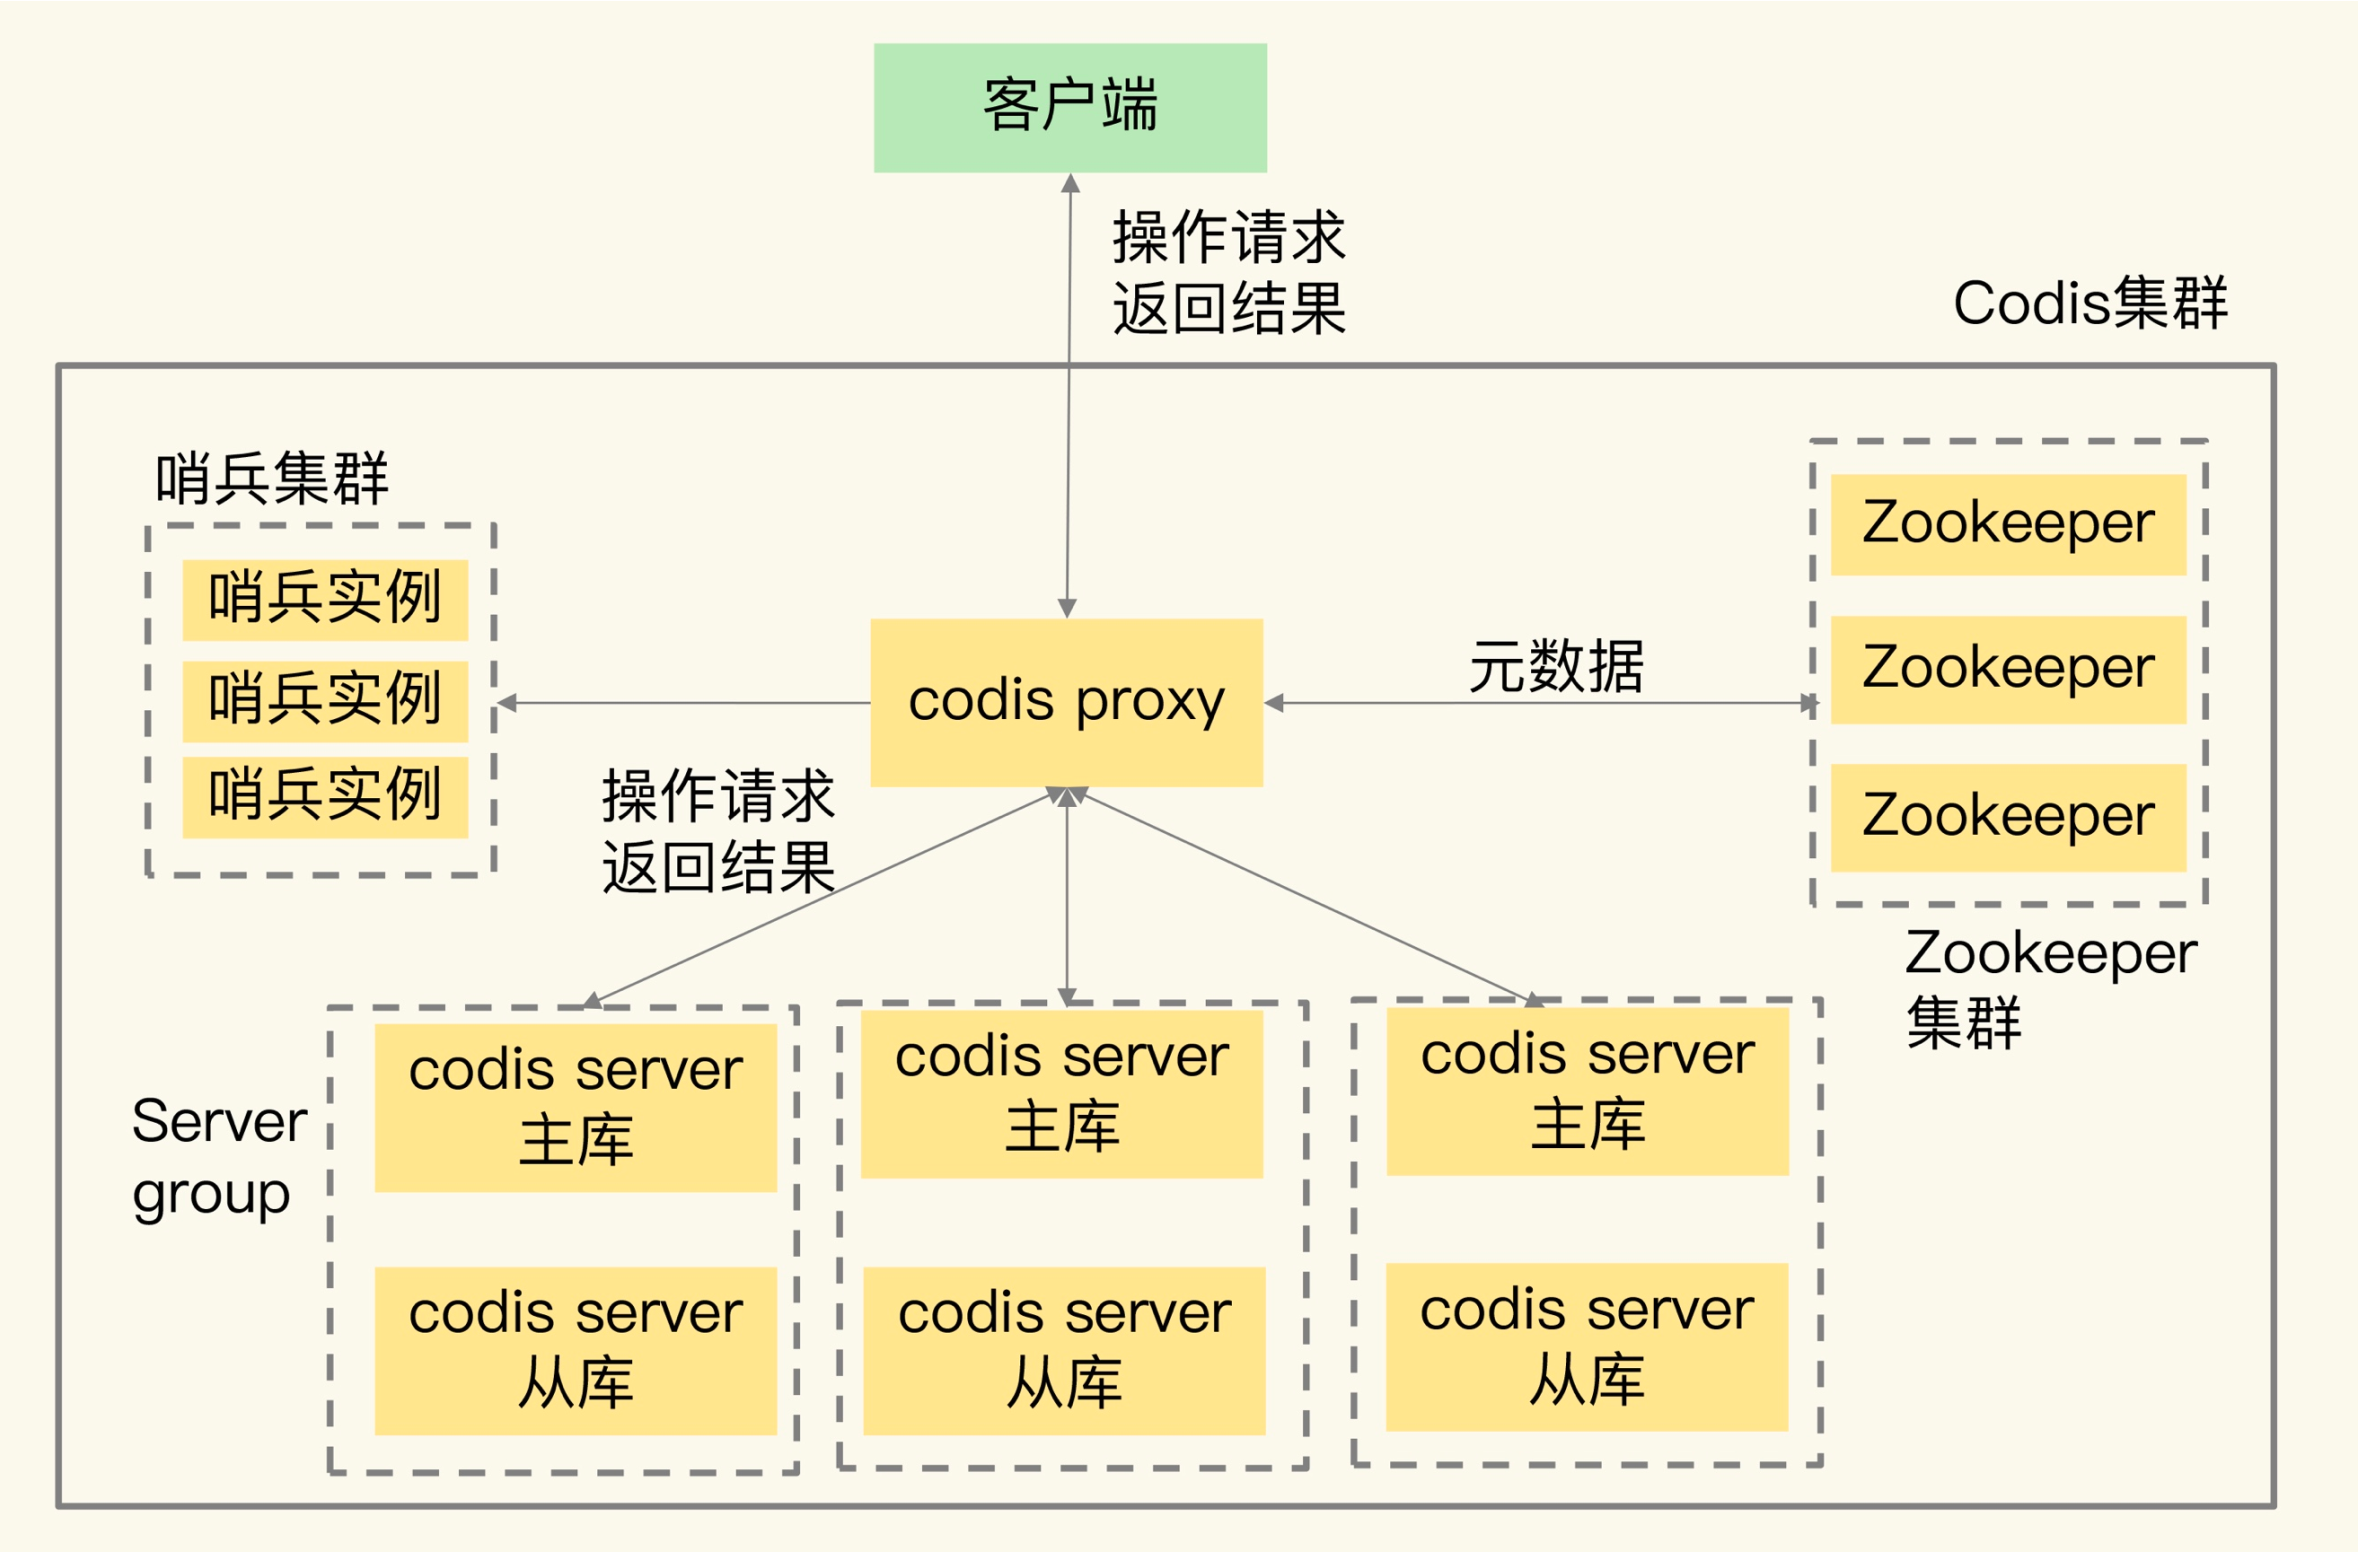 客户端
操作请求
返回结果
Codis集群
哨兵集群
哨兵实例
哨兵实例
哨兵实例
codis proxy
元数据
Zookeeper
Zookeeper
Zookeeper
Zookeeper
集群
操作请求
返回结果
Server
group
codis server
主库
codis server
从库
codis server
主库
codis server
从库
codis server
主库
codis server
从库